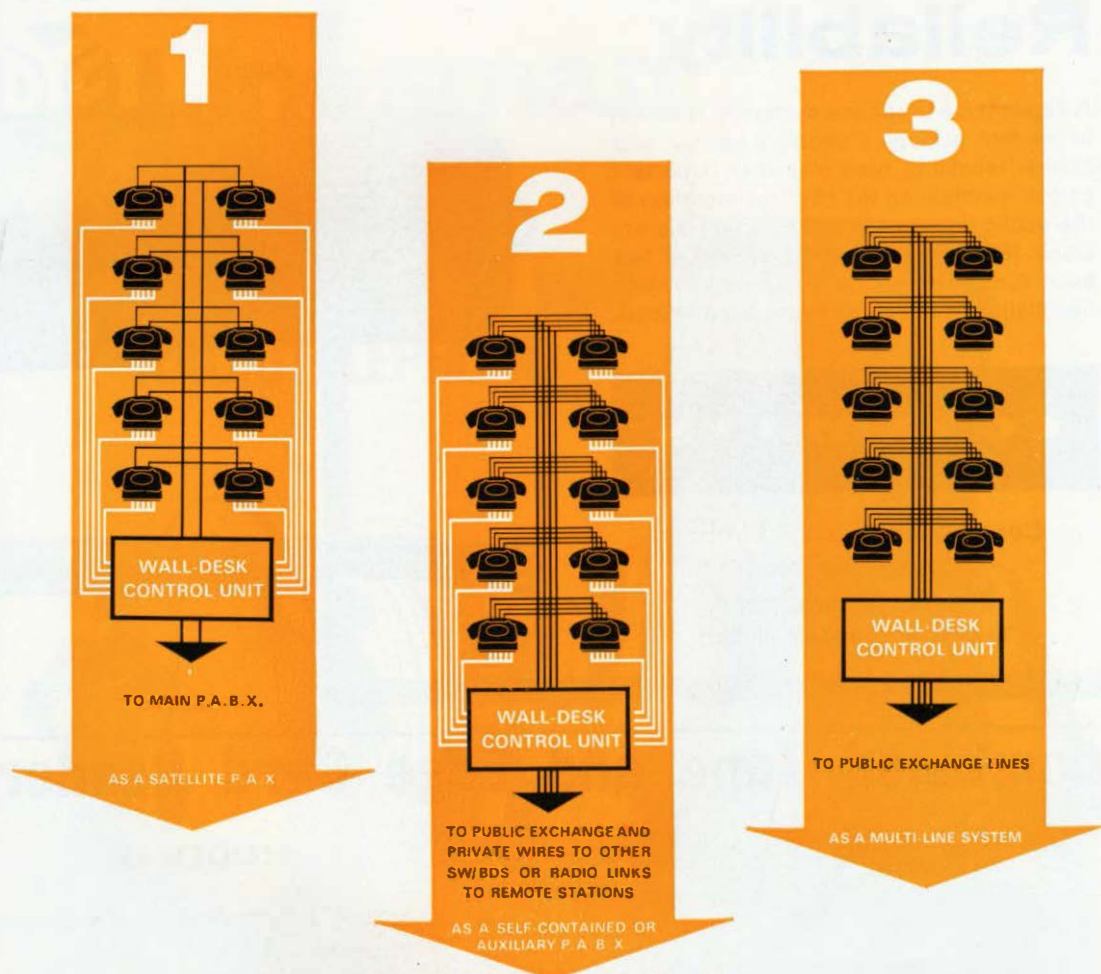 1
WALL-DESK
CONTROL UNIT
TO MAIN P.A.B.X.
AS A SATELLITE P.A.X
2
WALL-DESK
CONTROL UNIT
TO PUBLIC EXCHANGE AND
PRIVATE WIRES TO OTHER
SW/BDS OR RADIO LINKS
TO REMOTE STATIONS
AS A SELF-CONTAINED OR
AUXILIARY P.A.B.X
3
WALL-DESK
CONTROL UNIT
TO PUBLIC EXCHANGE LINES
AS A MULTI-LINE SYSTEM
Reliability